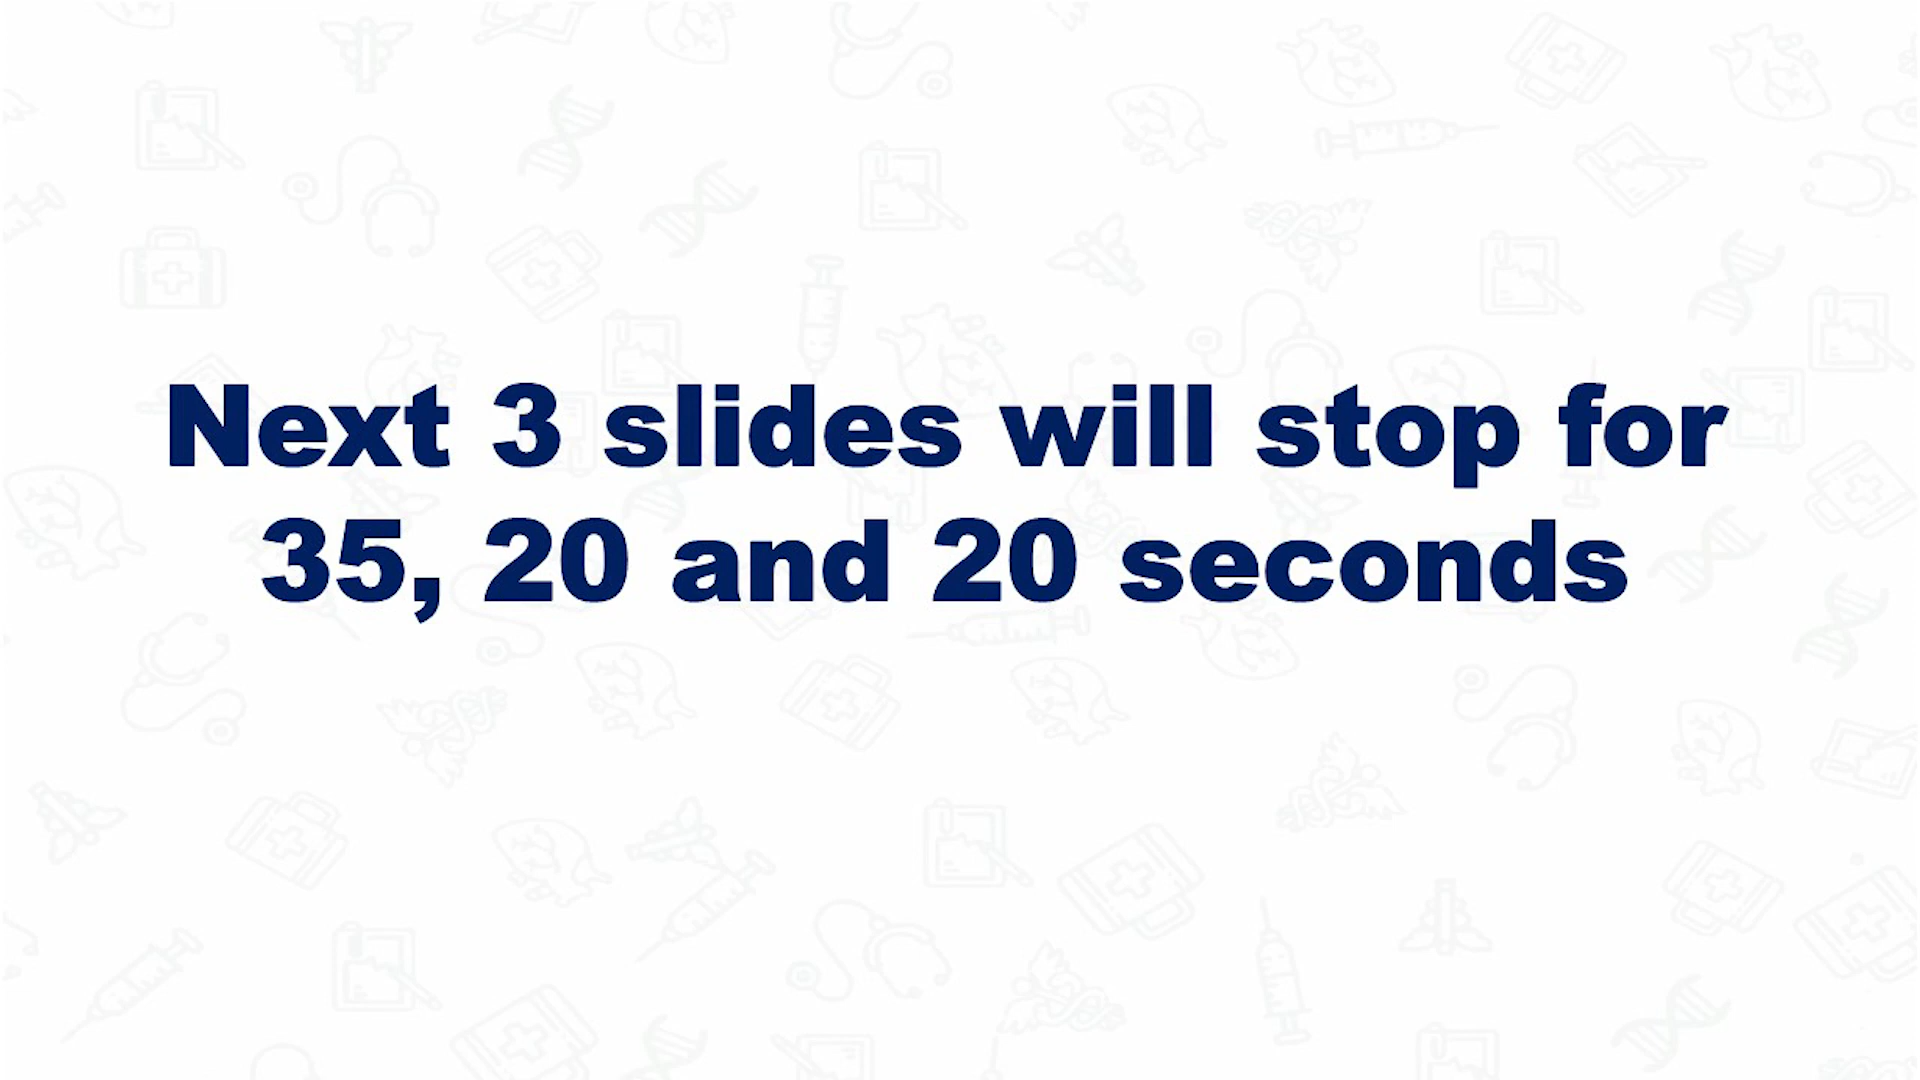 Next 3 slides will stop for
35, 20 and 20 seconds